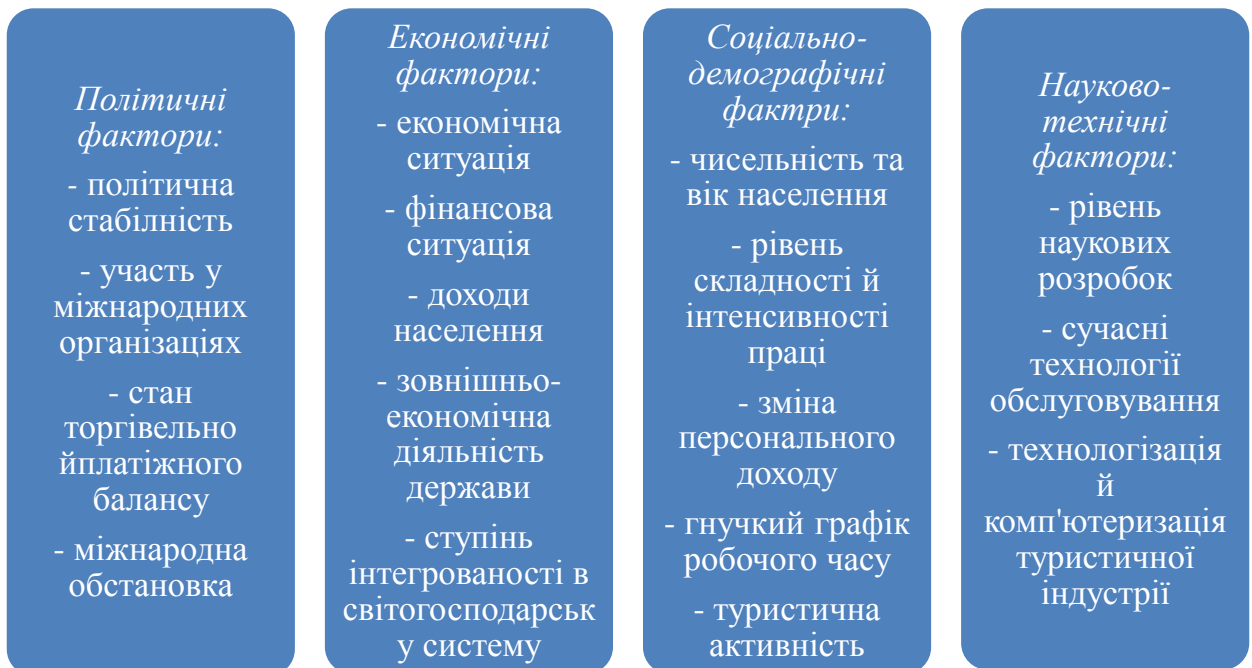 Політичні
фактори:
- політична
стабілність
- участь у
міжнародних
організаціях
- стан
торгівельно
йплатіжного
балансу
- міжнародна
обстановка
Економічні
фактори:
- економічна
ситуація
- фінансова
ситуація
- доходи
населення
- зовнішньо-
економічна
діяльність
держави
- ступінь
інтегрованості в
світогосподарськ
у систему
Соціально-
демографічні
фактри:
- чисельність та
вік населення
- рівень
складності й
інтенсивності
праці
- зміна
персонального
доходу
- гнучкий графік
робочого часу
- туристична
активність
Науково-
технічні
фактори:
- рівень
наукових
розробок
- сучасні
технології
обслуговування
- технологізація
й
комп'ютеризація
туристичної
індустрії